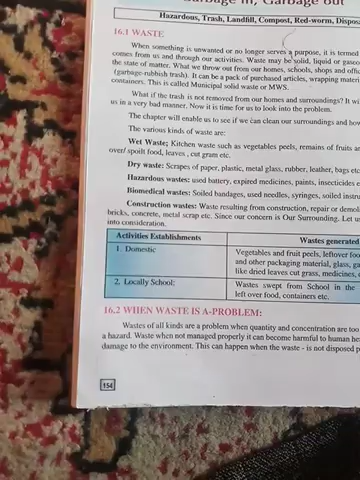 Garbage in, Garbage out
Hazardous, Trash, Landfill, Compost, Red-worm, Dispos
16.1 WASTE
When something is unwanted or no longer serves a purpose, it is termed
comes from us and through our activities. Waste may be solid, liquid or gaseo
the state of matter. What we throw out from our homes, schools, shops and offic
(garbage-rubbish trash). It can be a pack of purchased articles, wrapping materi
containers. This is called Municipal solid waste or MWS.
What if the trash is not removed from our homes and surroundings? It wi
us in a very bad manner. Now it is time for us to look into the problem.
The chapter will enable us to see if we can clean our surroundings and how
The various kinds of waste are:
Wet Waste; Kitchen waste such as vegetables peels, remains of fruits an
over/ spoilt food, leaves , cut gram etc.
Dry waste: Scrapes of paper, plastic, metal glass, rubber, leather, bags etc
Hazardous wastes: used battery, expired medicines, paints, insecticides e
Biomedical wastes: Soiled bandages, used needles, syringes, soiled instru
Construction wastes: Waste resulting from construction, repair or demoli
bricks, concrete, metal scrap etc. Since our concern is Our Surrounding. Let us
into consideration.
Activities Establishments Wastes generated
1. Domestic Vegetables and fruit peels, leftover foo
and other packaging material, glass, ga
like dried leaves cut grass, medicines, c
2. Locally School: Wastes swept from School in the
left over food, containers etc.
16.2 WHEN WASTE IS A-PROBLEM:
Wastes of all kinds are a problem when quantity and concentration are too
a hazard. Waste when not managed properly it can become harmful to human hea
damage to the environment. This can happen when the waste - is not disposed p
154